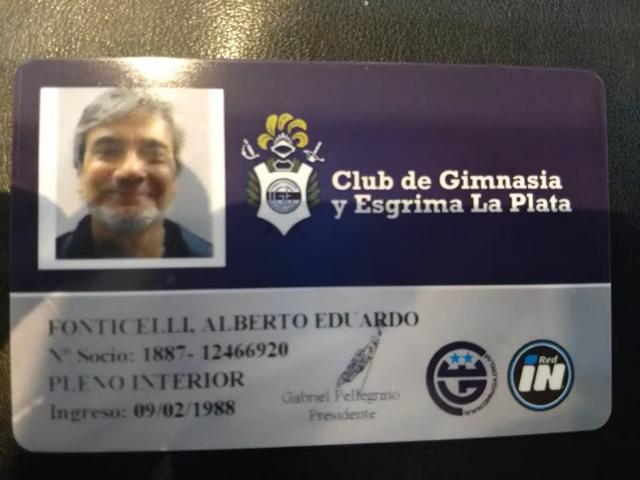 Club de Gimnasia
y Esgrima La Plata
FONTICELLI, ALBERTO EDUARDO
Nº Socio: 1887- 12466920
PLENO INTERIOR
Ingreso: 09/02/1988
Gabriel Pellegrino
Presidente
Red
iN